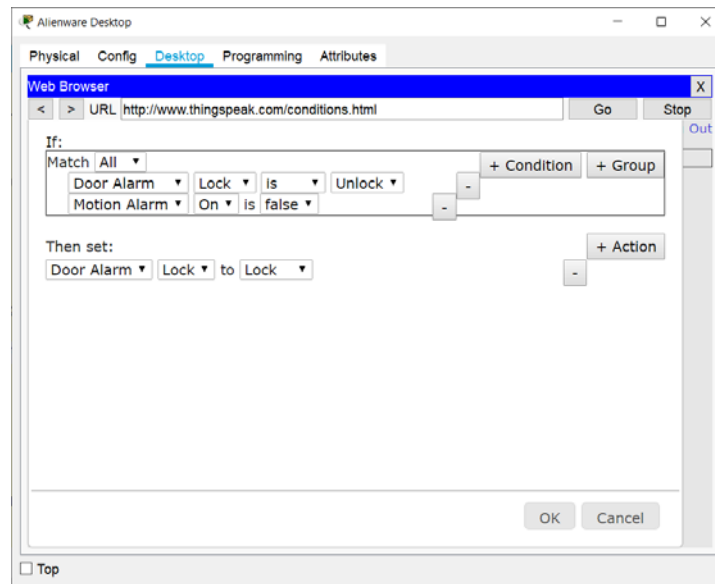 Alienware Desktop
Physical Config Desktop Programming Attributes
Web Browser X
< > URL http://www.thingspeak.com/conditions.html Go Stop
Out
If:
Match All + Condition + Group
Door Alarm Lock is Unlock -
Motion Alarm On is false -
Then set: + Action
Door Alarm Lock to Lock -
OK Cancel
Top